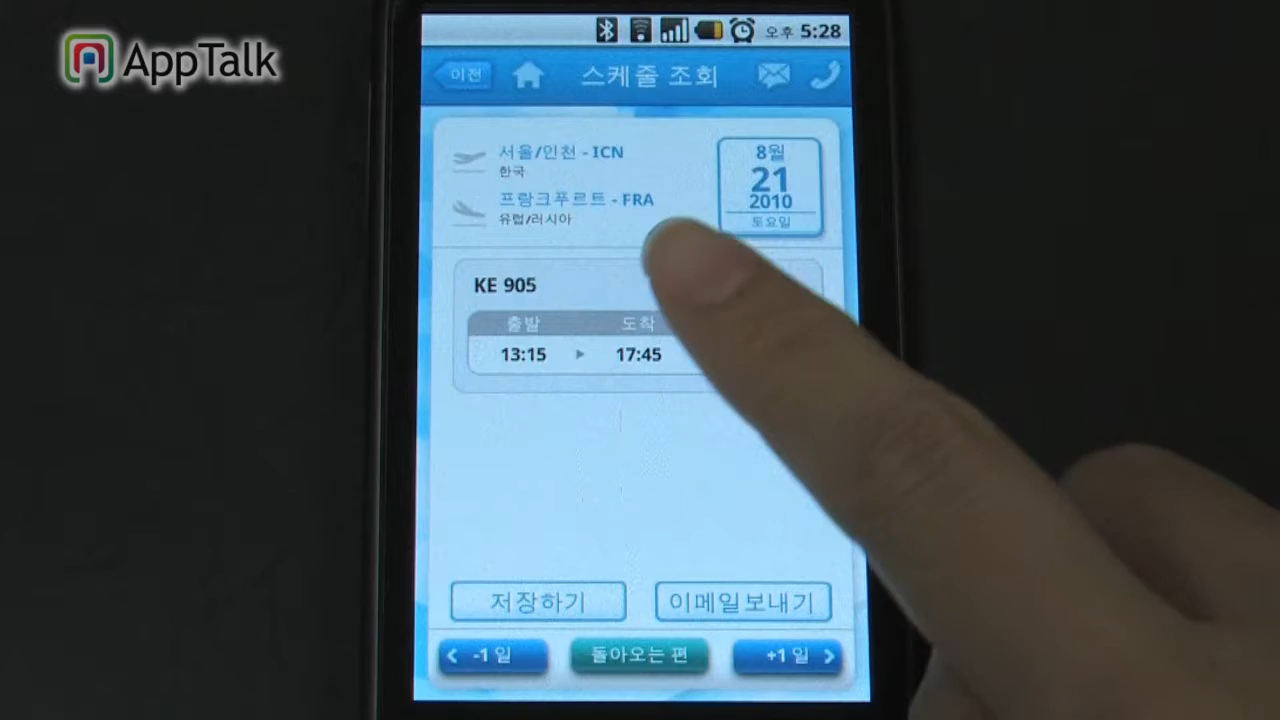 AppTalk
오후 5:28
이전
스케줄 조회
서울/인천 - ICN
한국
프랑크푸르트 - FRA
유럽/러시아
8월
21
2010
토요일
KE 905
출발 도착
13:15 ▶ 17:45
저장하기 이메일보내기
-1 일 돌아오는 편 +1 일